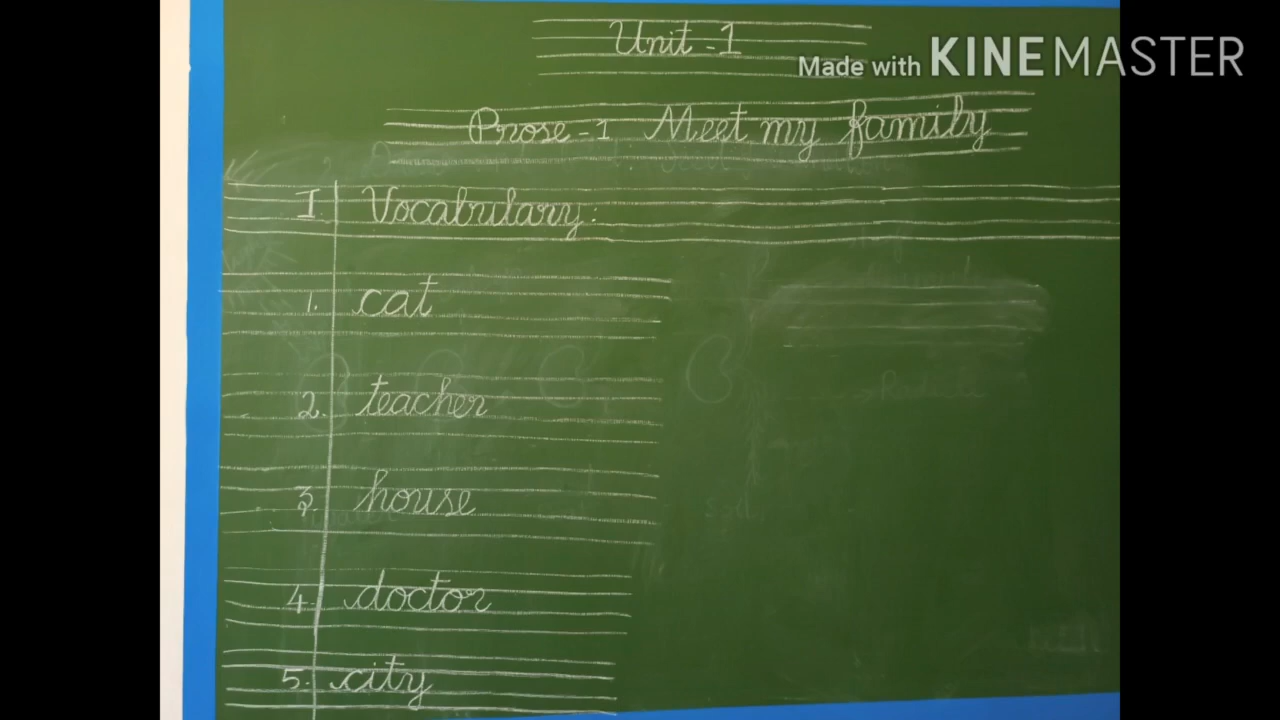 Unit - 1
Made with KINEMASTER
Prose - 1 Meet my family
I. Vocabulary:
1. cat
2. teacher
3. house
4. doctor
5. city